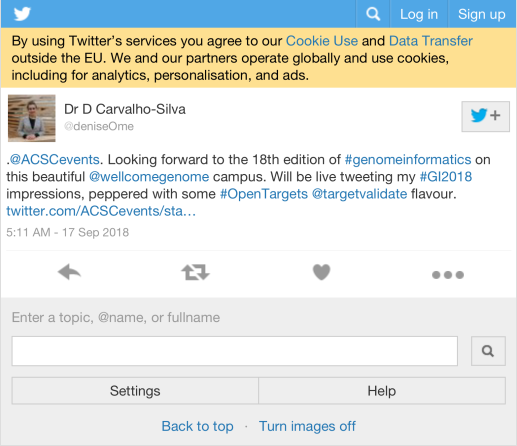 Log in Sign up
By using Twitter's services you agree to our Cookie Use and Data Transfer
outside the EU. We and our partners operate globally and use cookies,
including for analytics, personalisation, and ads.
Dr D Carvalho-Silva
@deniseOme
+
.@ACSCevents. Looking forward to the 18th edition of #genomeinformatics on
this beautiful @wellcomegenome campus. Will be live tweeting my #GI2018
impressions, peppered with some #OpenTargets @targetvalidate flavour.
twitter.com/ACSCevents/sta…
5:11 AM - 17 Sep 2018
Enter a topic, @name, or fullname
Settings Help
Back to top · Turn images off